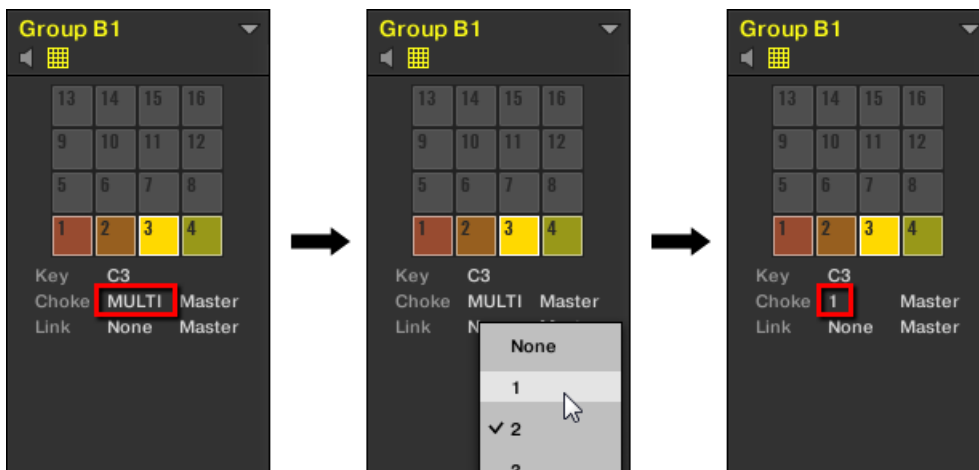 Group B1
13 14 15 16
9 10 11 12
5 6 7 8
1 2 3 4
Key C3
Choke MULTI Master
Link None Master
Group B1
13 14 15 16
9 10 11 12
5 6 7 8
1 2 3 4
Key C3
Choke MULTI Master
Link
None
1
2
Group B1
13 14 15 16
9 10 11 12
5 6 7 8
1 2 3 4
Key C3
Choke 1 Master
Link None Master